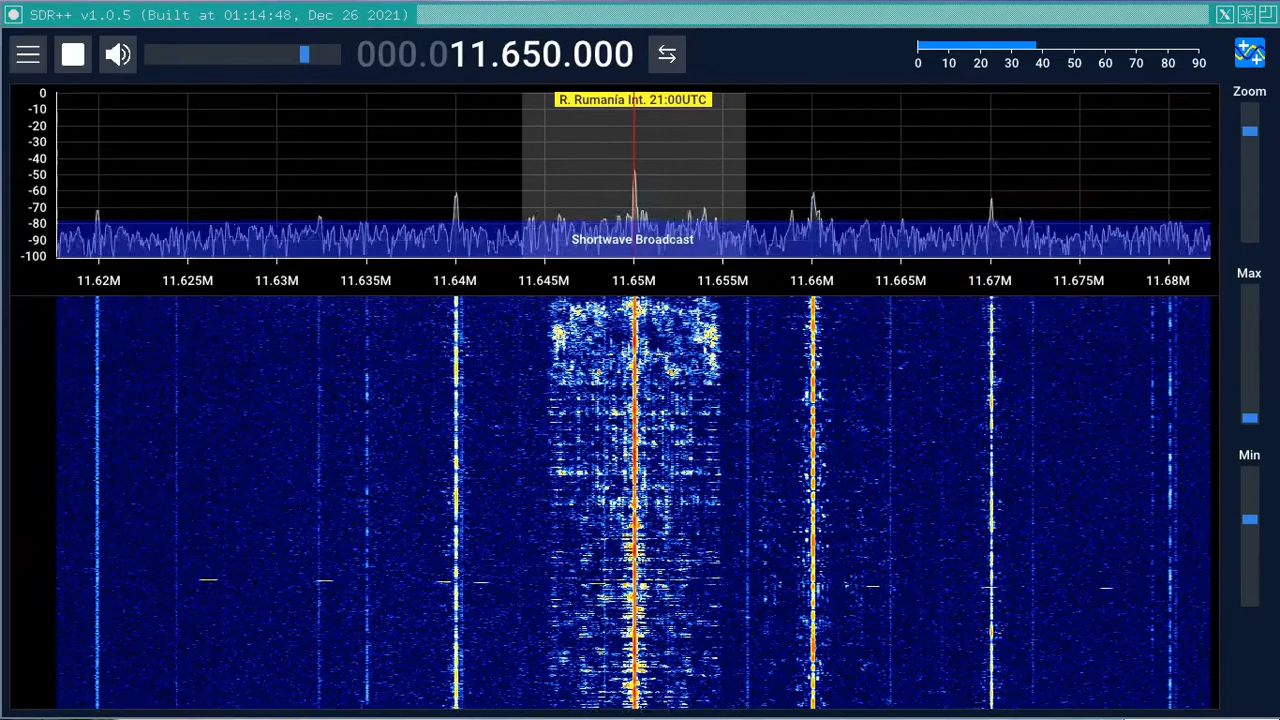 SDR++ v1.0.5 (Built at 01:14:48, Dec 26 2021)
000.011.650.000
0 10 20 30 40 50 60 70 80 90
Zoom
R. Rumanía Int. 21:00UTC
0
-10
-20
-30
-40
-50
-60
-70
-80
-90
-100
Shortwave Broadcast
11.62M 11.625M 11.63M 11.635M 11.64M 11.645M 11.65M 11.655M 11.66M 11.665M 11.67M 11.675M 11.68M
Max
Min